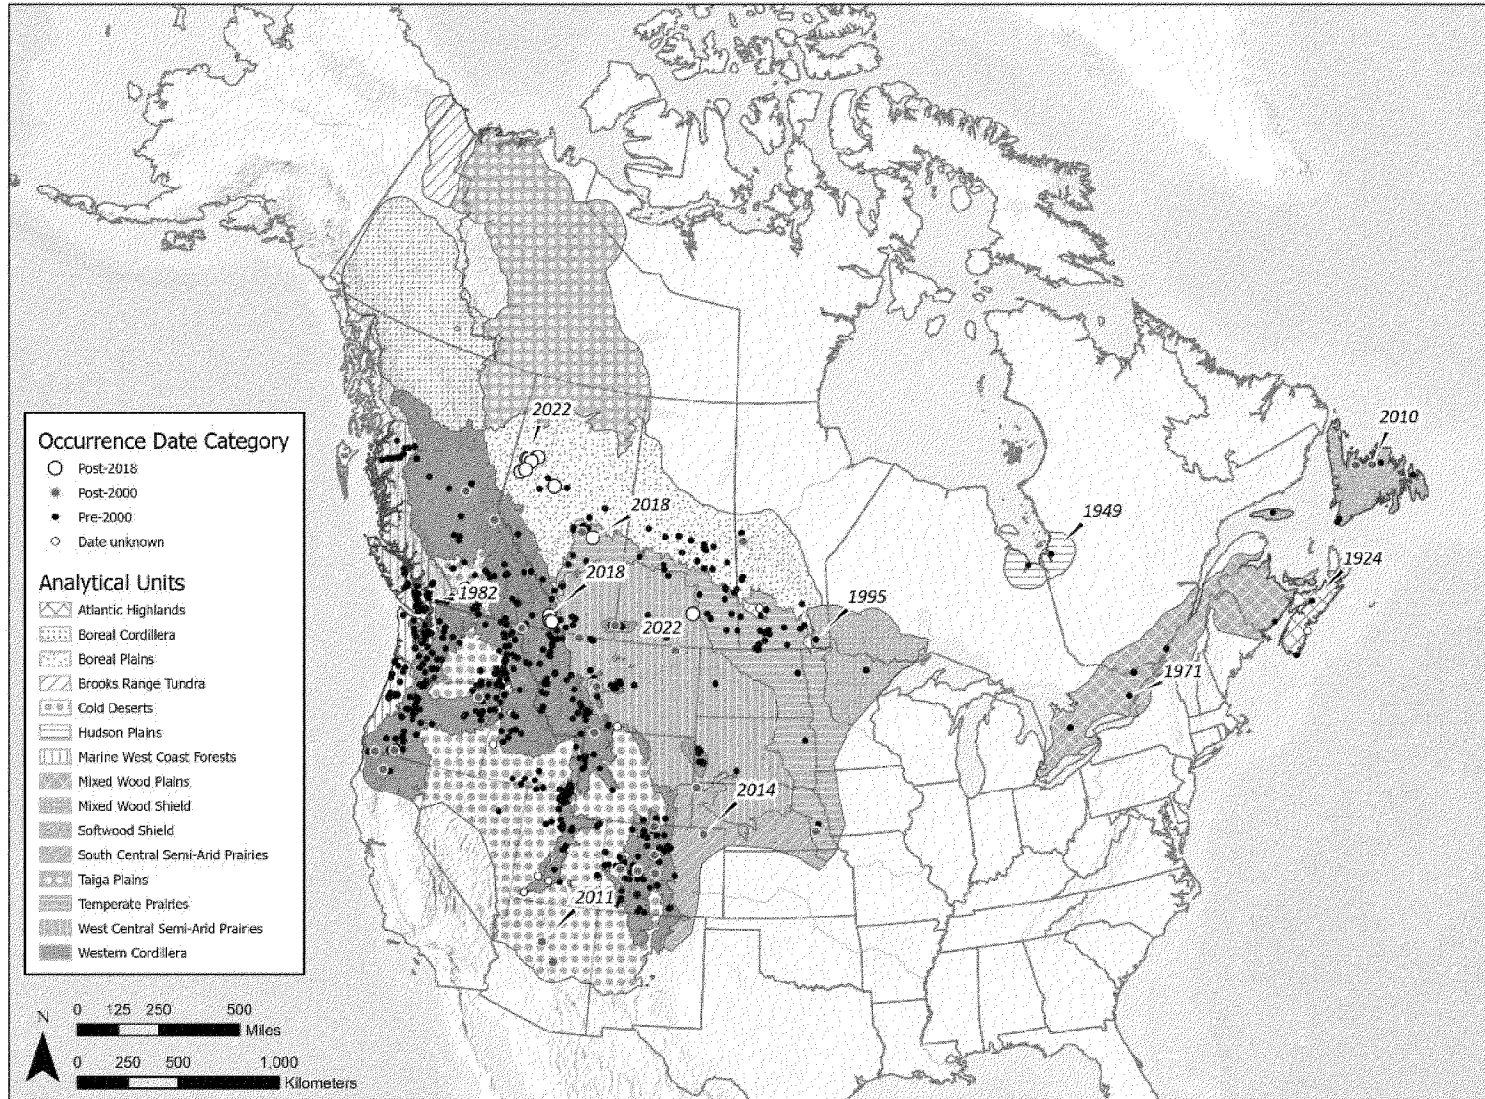 2022
2010
2018
1949
1924
2018
1982
1995
2022
1971
2014
2011
Occurrence Date Category
Post-2018
Post-2000
Pre-2000
Date unknown
Analytical Units
Atlantic Highlands
Boreal Cordillera
Boreal Plains
Brooks Range Tundra
Cold Deserts
Hudson Plains
Marine West Coast Forests
Mixed Wood Plains
Mixed Wood Shield
Softwood Shield
South Central Semi-Arid Prairies
Taiga Plains
Temperate Prairies
West Central Semi-Arid Prairies
Western Cordillera
N
0 125 250 500
Miles
0 250 500 1,000
Kilometers